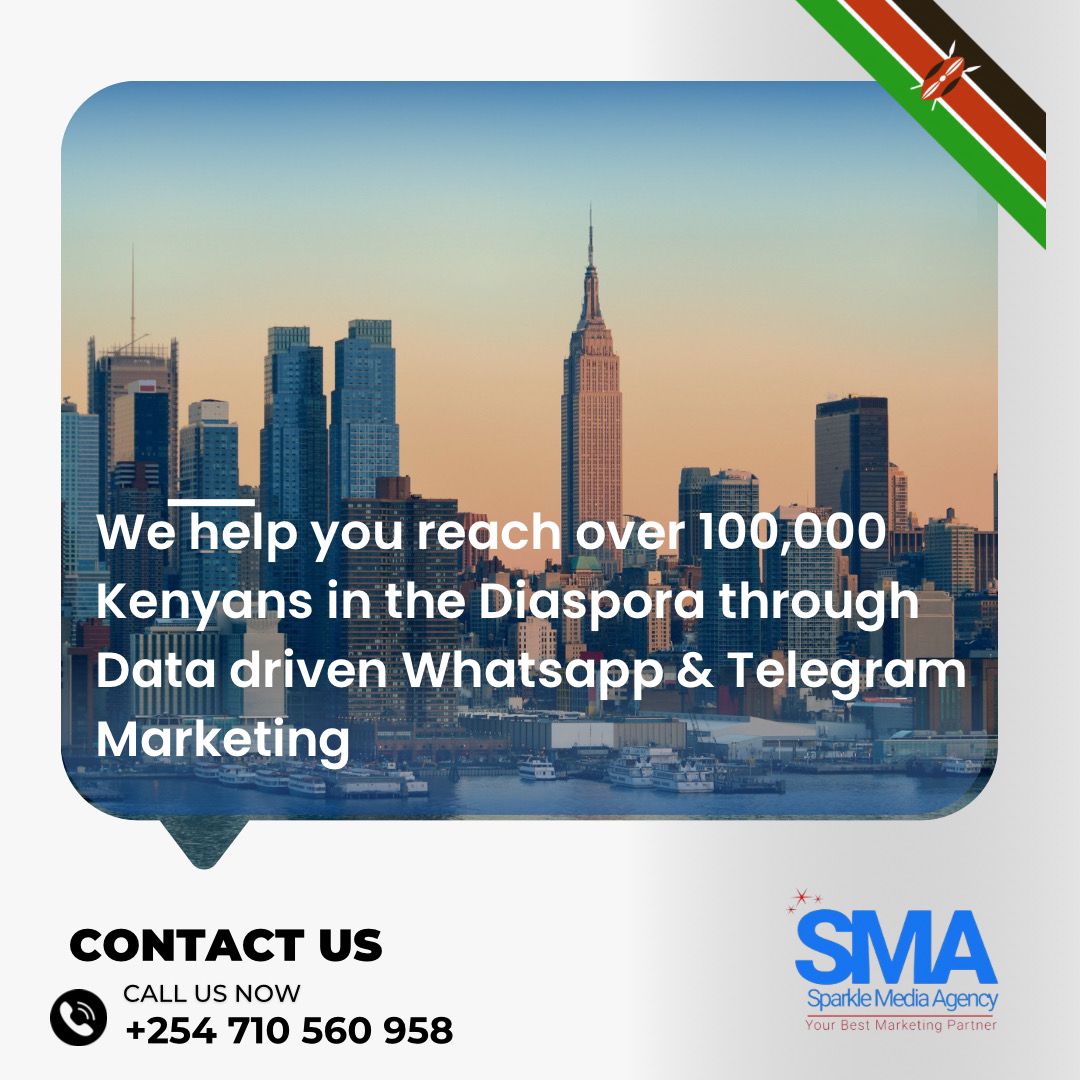 We help you reach over 100,000
Kenyans in the Diaspora through
Data driven Whatsapp & Telegram
Marketing
CONTACT US
CALL US NOW
+254 710 560 958
SMA
Sparkle Media Agency
Your Best Marketing Partner